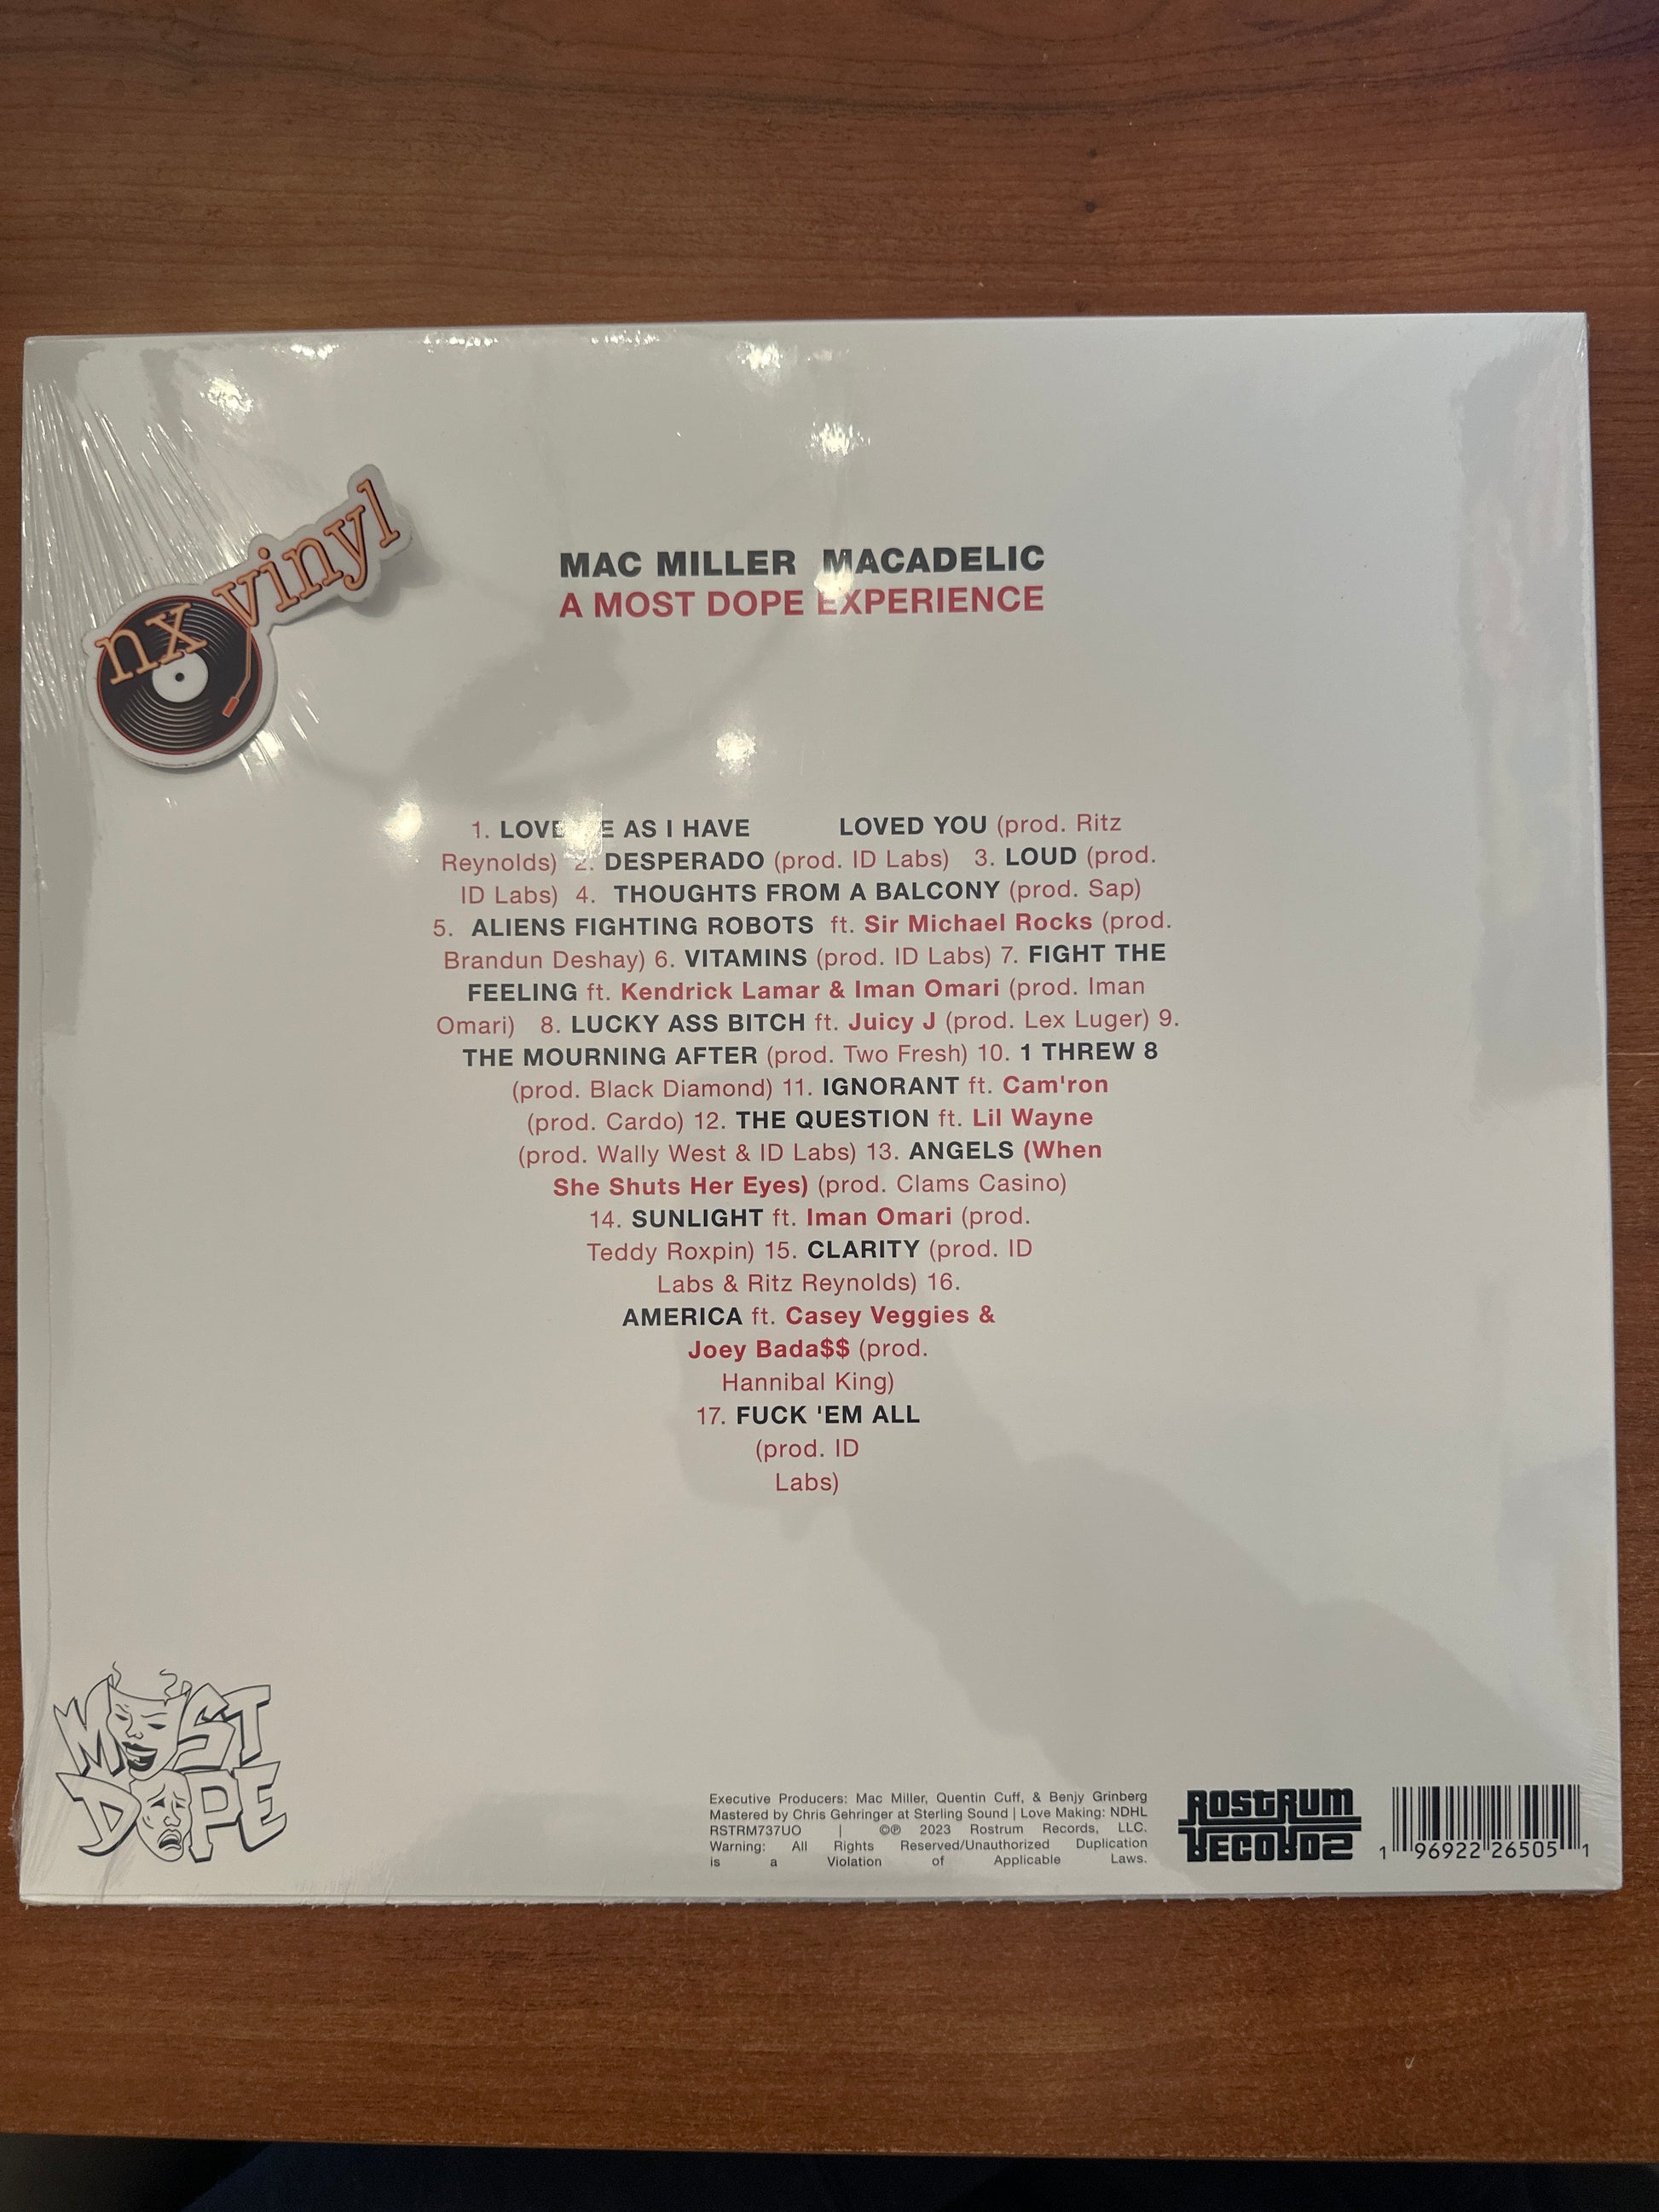 nx vinyl
MAC MILLER MACADELIC
A MOST DOPE EXPERIENCE
1. LOVE ME AS I HAVE LOVED YOU (prod. Ritz
Reynolds) 2. DESPERADO (prod. ID Labs) 3. LOUD (prod.
ID Labs) 4. THOUGHTS FROM A BALCONY (prod. Sap)
5. ALIENS FIGHTING ROBOTS ft. Sir Michael Rocks (prod.
Brandun Deshay) 6. VITAMINS (prod. ID Labs) 7. FIGHT THE
FEELING ft. Kendrick Lamar & Iman Omari (prod. Iman
Omari) 8. LUCKY ASS BITCH ft. Juicy J (prod. Lex Luger) 9.
THE MOURNING AFTER (prod. Two Fresh) 10. 1 THREW 8
(prod. Black Diamond) 11. IGNORANT ft. Cam'ron
(prod. Cardo) 12. THE QUESTION ft. Lil Wayne
(prod. Wally West & ID Labs) 13. ANGELS (When
She Shuts Her Eyes) (prod. Clams Casino)
14. SUNLIGHT ft. Iman Omari (prod.
Teddy Roxpin) 15. CLARITY (prod. ID
Labs & Ritz Reynolds) 16.
AMERICA ft. Casey Veggies &
Joey Bada$$ (prod.
Hannibal King)
17. FUCK 'EM ALL
(prod. ID
Labs)
MOST
DOPE
Executive Producers: Mac Miller, Quentin Cuff, & Benjy Grinberg
Mastered by Chris Gehringer at Sterling Sound | Love Making: NDHL
RSTRM737UO | ©℗ 2023 Rostrum Records, LLC.
Warning: All Rights Reserved/Unauthorized Duplication
is a Violation of Applicable Laws.
ROSTRUM
RECORDS
1 96922 26505 1